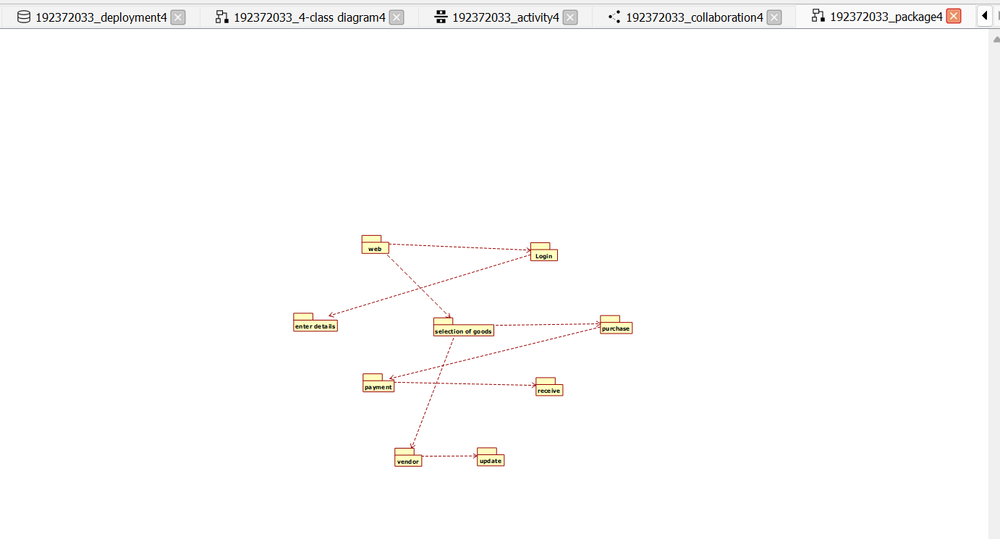 192372033_deployment4
192372033_4-class diagram4
192372033_activity4
192372033_collaboration4
192372033_package4
web
Login
enter details
selection of goods
purchase
payment
receive
vendor
update